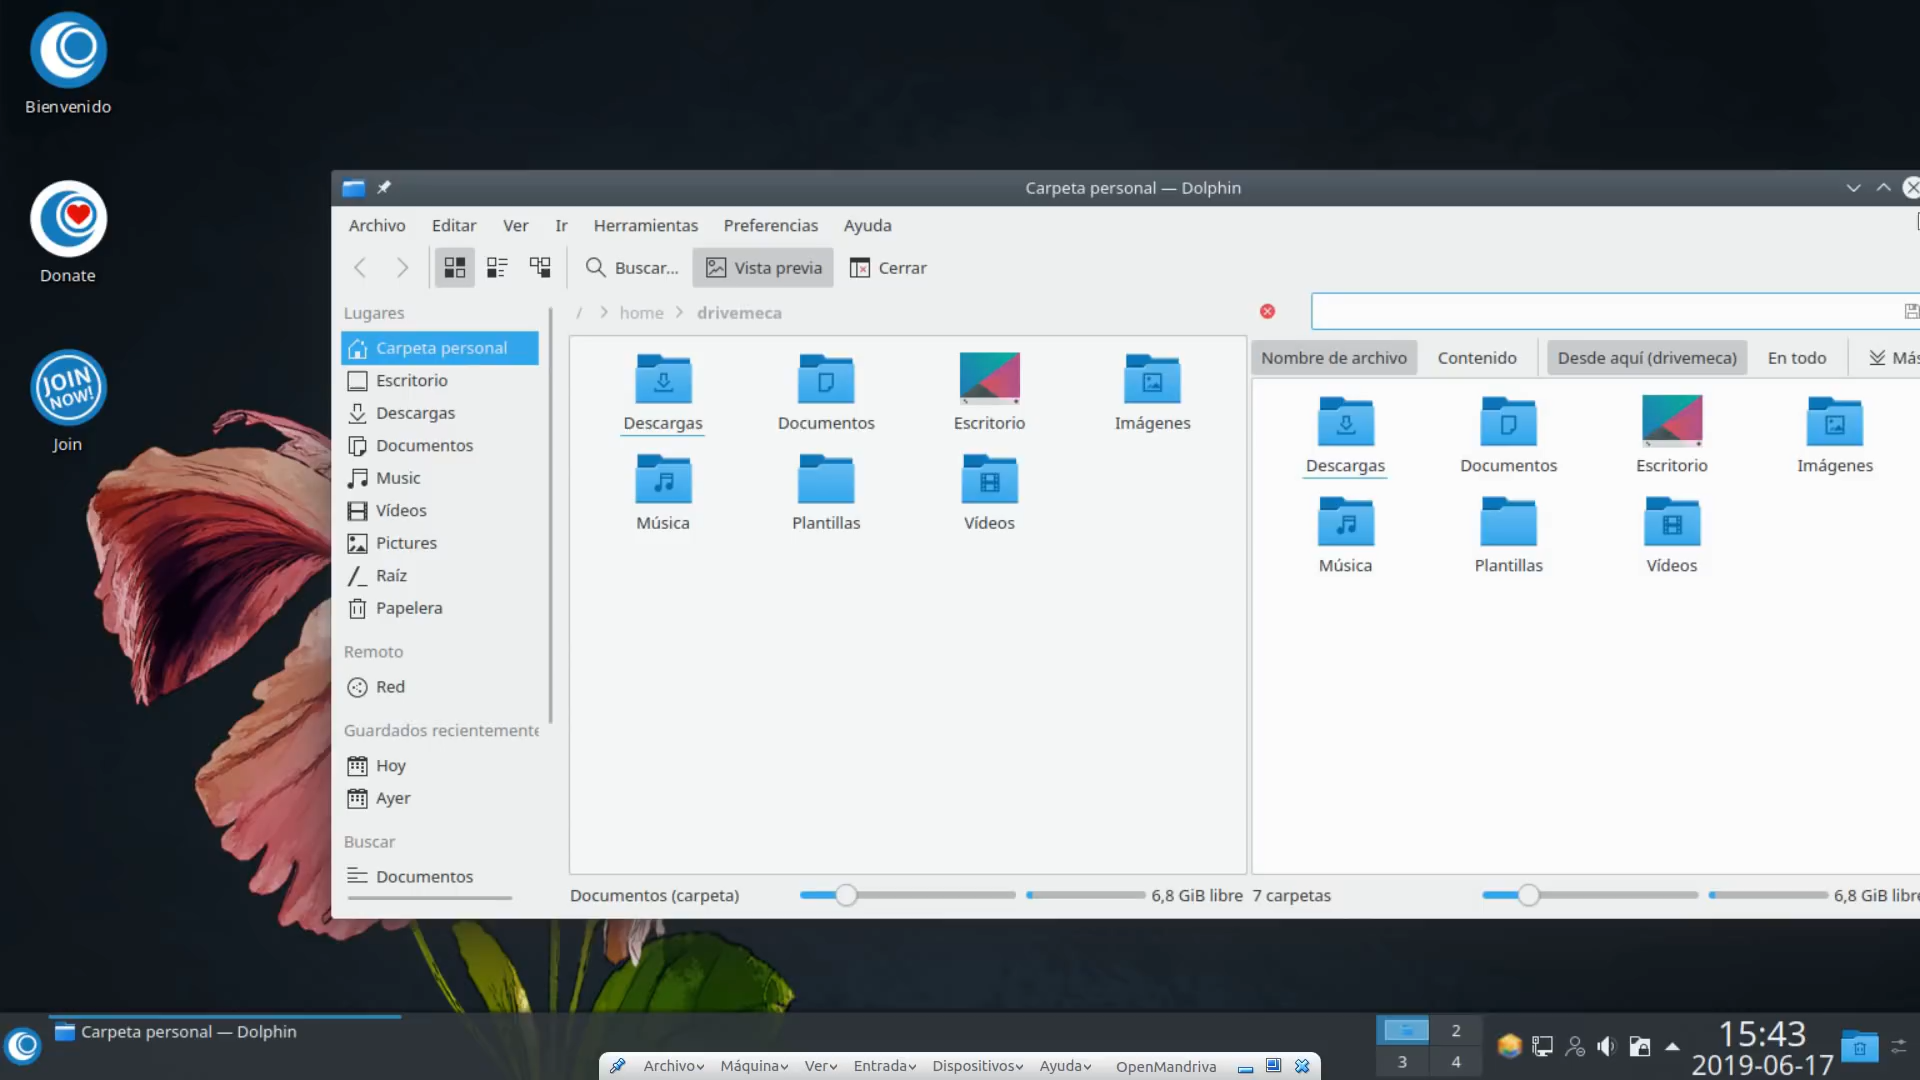 Bienvenido
Donate
JOIN NOW!
Join
Carpeta personal — Dolphin
Archivo Editar Ver Ir Herramientas Preferencias Ayuda
Buscar... Vista previa Cerrar
Lugares
Carpeta personal
Escritorio
Descargas
Documentos
Music
Vídeos
Pictures
Raíz
Papelera
Remoto
Red
Guardados recientemente
Hoy
Ayer
Buscar
Documentos
/ > home > drivemeca
Descargas Documentos Escritorio Imágenes
Música Plantillas Vídeos
Documentos (carpeta) 6,8 GiB libre
Nombre de archivo Contenido Desde aquí (drivemeca) En todo Más
Descargas Documentos Escritorio Imágenes
Música Plantillas Vídeos
7 carpetas 6,8 GiB libre
Carpeta personal — Dolphin
2
3 4
15:43
2019-06-17
Archivo Máquina Ver Entrada Dispositivos Ayuda OpenMandriva